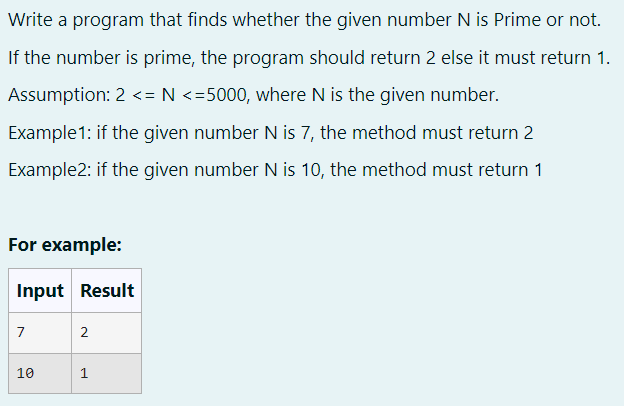 Write a program that finds whether the given number N is Prime or not.
If the number is prime, the program should return 2 else it must return 1.
Assumption: 2 <= N <=5000, where N is the given number.
Example1: if the given number N is 7, the method must return 2
Example2: if the given number N is 10, the method must return 1
For example:
Input Result
7 2
10 1